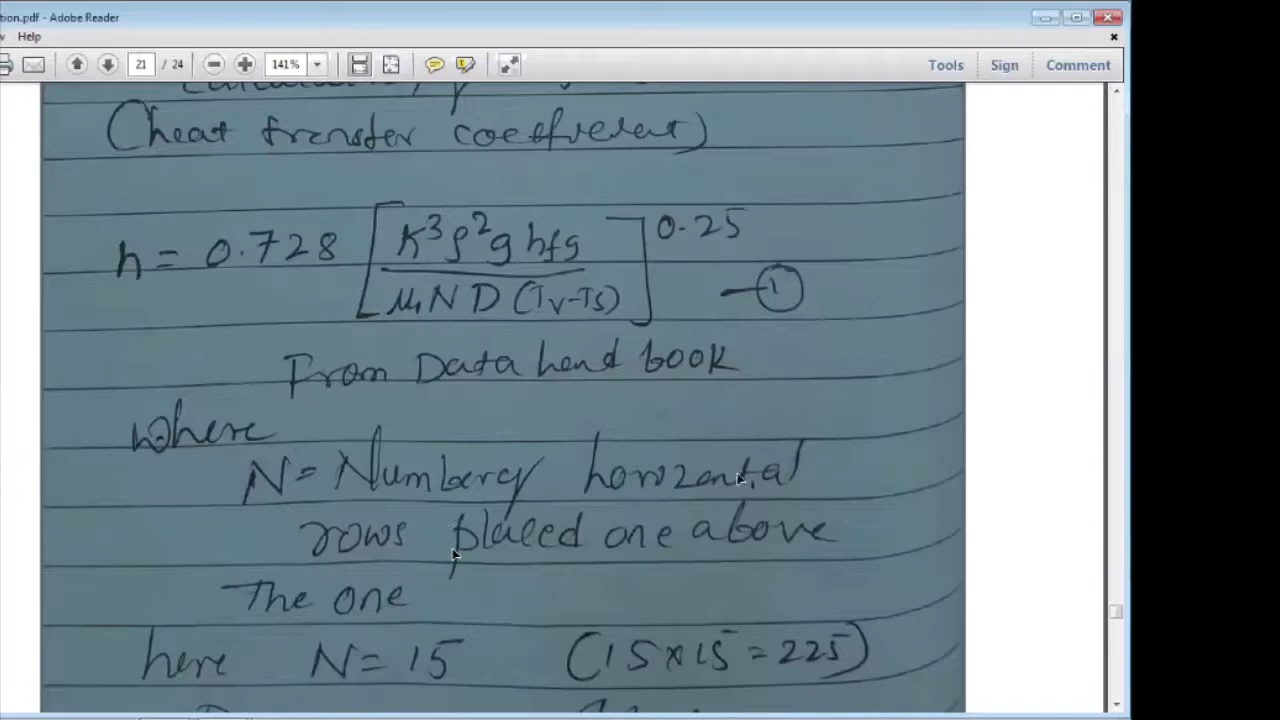 tion.pdf - Adobe Reader
Help
21 / 24 141% Tools Sign Comment
(heat transfer coefficient)
h = 0.728 [K³ρ²g hfg / μ N D (Tv-Ts)]^0.25 — ①
From Data hand book
where
N = Number of horizontal
rows placed one above
The one
here N = 15 (15×15 = 225)